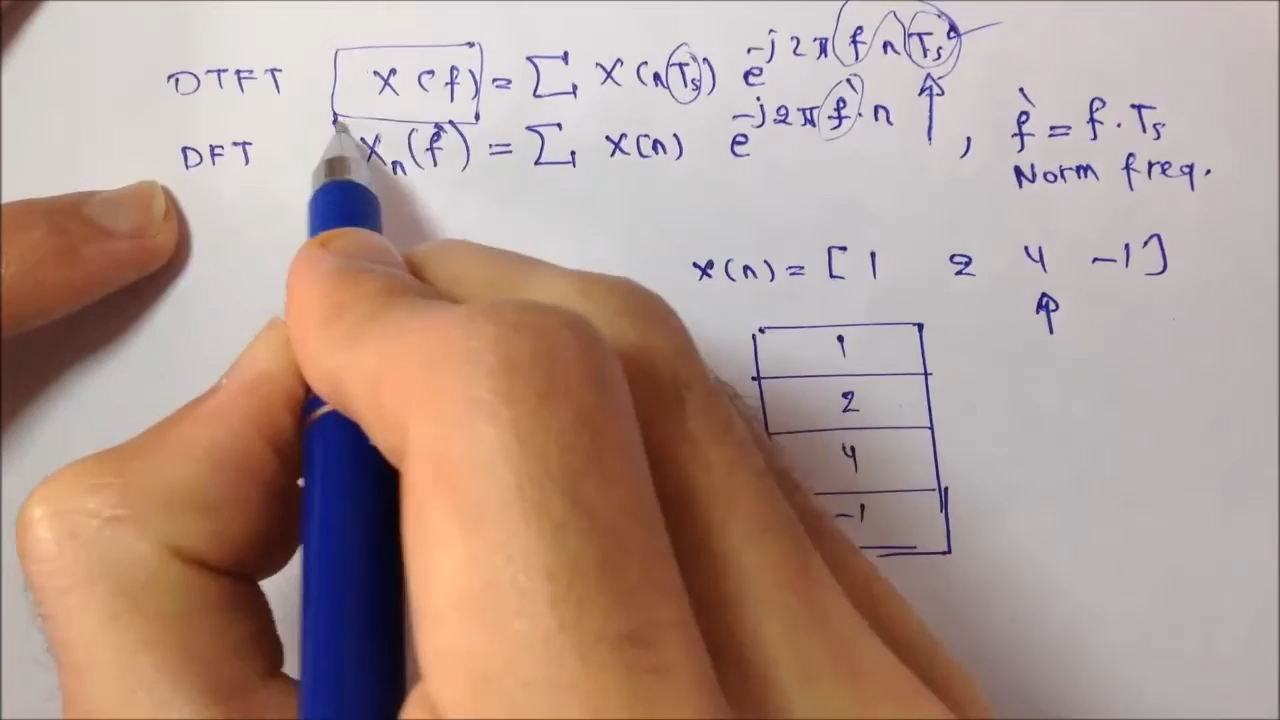 DTFT X(f) = Σ X(nTs) e^-j2π f n Ts
DFT Xn(f̀) = Σ X(n) e^-j2π f̀·n , f̀ = f·Ts
Norm freq.
x(n) = [ 1 2 4 -1 ]
↑
1
2
4
-1